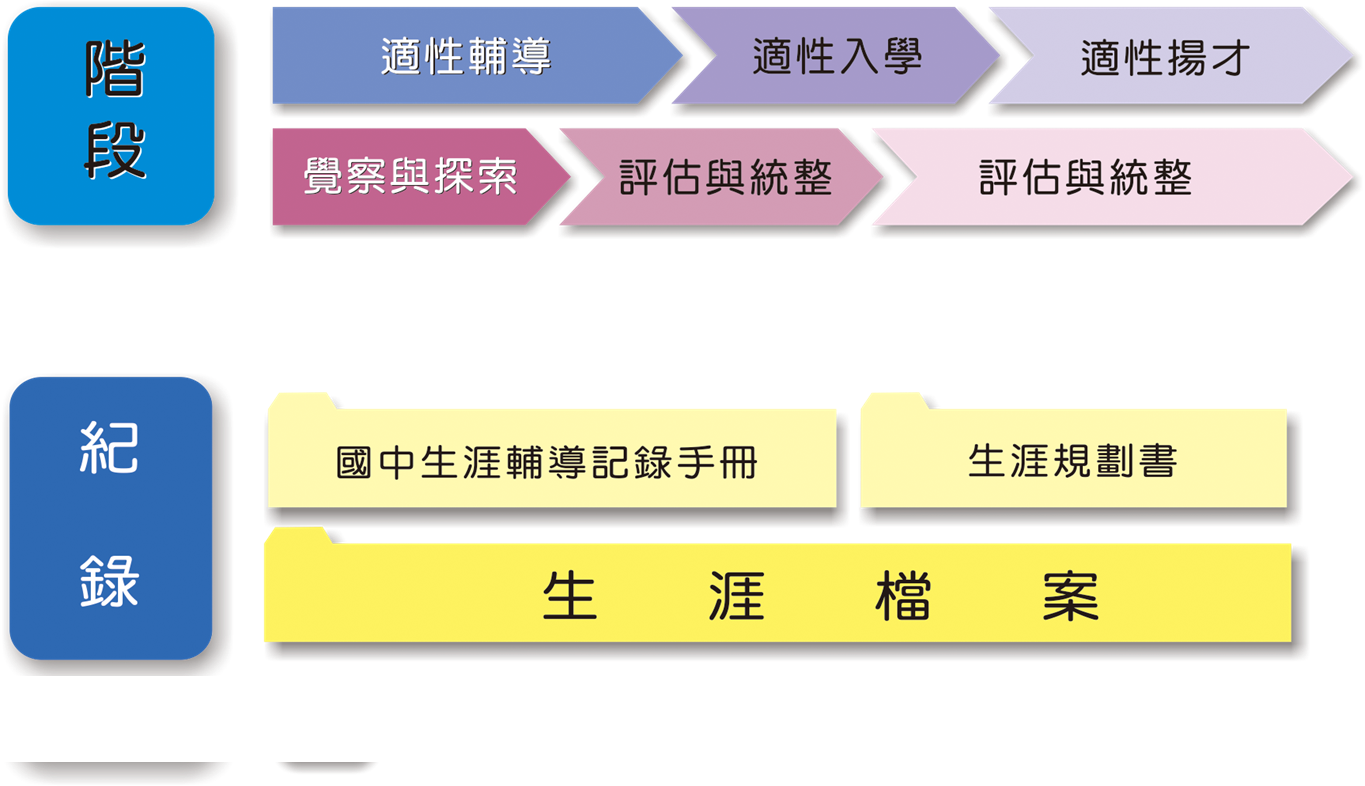 階段
適性輔導 適性入學 適性揚才
覺察與探索 評估與統整 評估與統整
紀錄
國中生涯輔導記錄手冊 生涯規劃書
生涯檔案